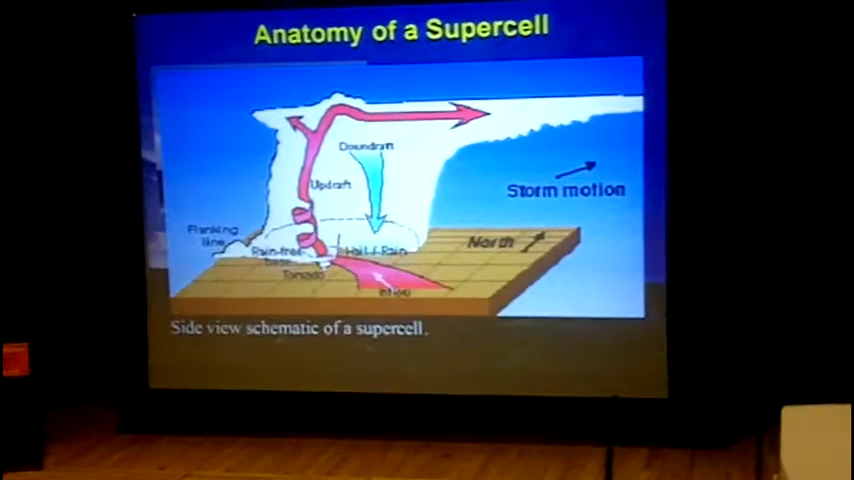 Anatomy of a Supercell
Downdraft
Updraft
Storm motion
Flanking
line
North
Rain-free
base
Hail / Rain
Tornado
Inflow
Side view schematic of a supercell.